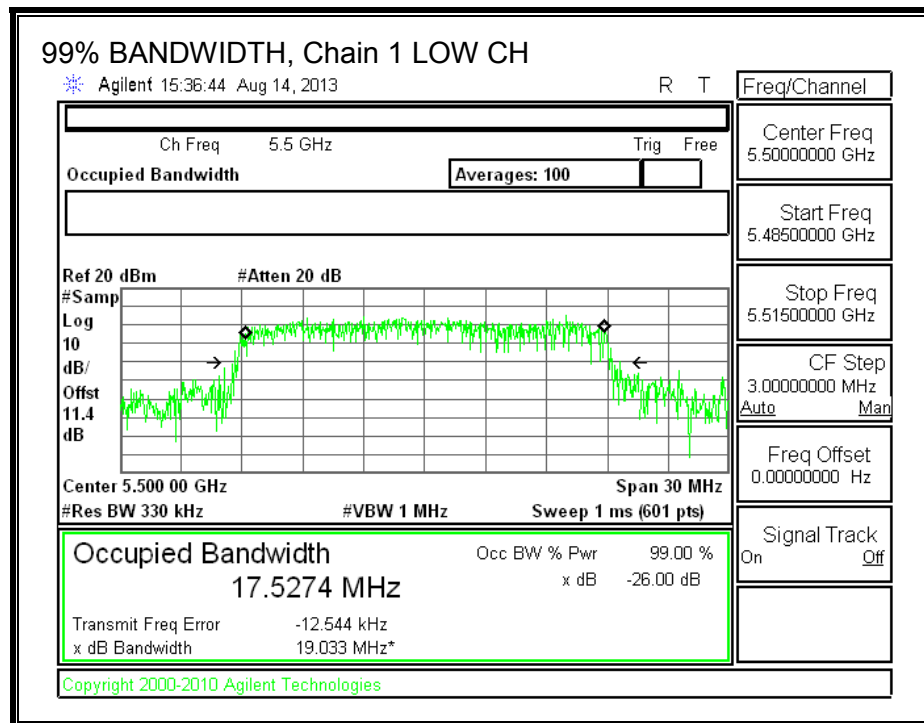 99% BANDWIDTH, Chain 1 LOW CH
Agilent 15:36:44 Aug 14, 2013 R T
Freq/Channel
Ch Freq 5.5 GHz Trig Free
Occupied Bandwidth Averages: 100
Center Freq
5.50000000 GHz
Start Freq
5.48500000 GHz
Stop Freq
5.51500000 GHz
CF Step
3.00000000 MHz
Auto Man
Freq Offset
0.00000000 Hz
Signal Track
On Off
Ref 20 dBm #Atten 20 dB
#Samp
Log
10
dB/
Offst
11.4
dB
Center 5.500 00 GHz Span 30 MHz
#Res BW 330 kHz #VBW 1 MHz Sweep 1 ms (601 pts)
Occupied Bandwidth Occ BW % Pwr 99.00 %
17.5274 MHz x dB -26.00 dB
Transmit Freq Error -12.544 kHz
x dB Bandwidth 19.033 MHz*
Copyright 2000-2010 Agilent Technologies